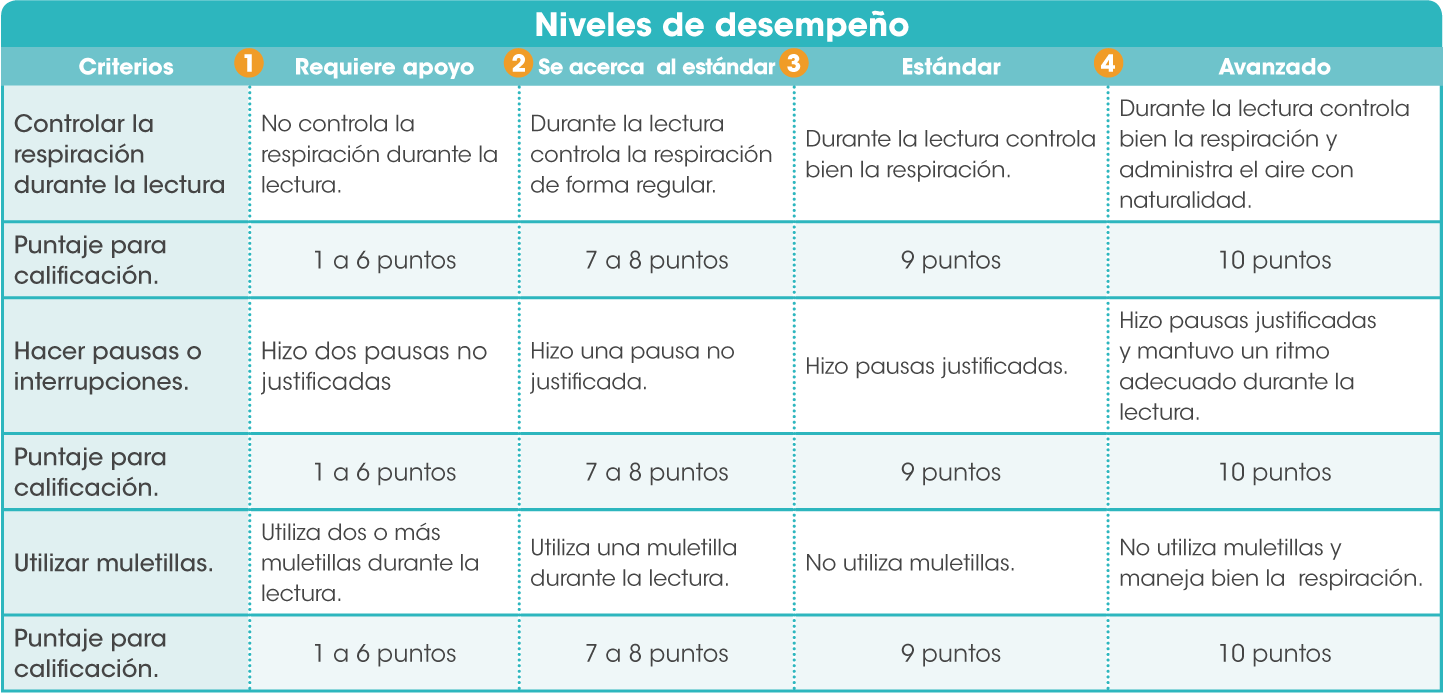 Niveles de desempeño
Criterios
1
Requiere apoyo
2
Se acerca al estándar
3
Estándar
4
Avanzado
Controlar la
respiración
durante la lectura
No controla la
respiración durante la
lectura.
Durante la lectura
controla la respiración
de forma regular.
Durante la lectura controla
bien la respiración.
Durante la lectura controla
bien la respiración y
administra el aire con
naturalidad.
Puntaje para
calificación.
1 a 6 puntos
7 a 8 puntos
9 puntos
10 puntos
Hacer pausas o
interrupciones.
Hizo dos pausas no
justificadas
Hizo una pausa no
justificada.
Hizo pausas justificadas.
Hizo pausas justificadas
y mantuvo un ritmo
adecuado durante la
lectura.
Puntaje para
calificación.
1 a 6 puntos
7 a 8 puntos
9 puntos
10 puntos
Utilizar muletillas.
Utiliza dos o más
muletillas durante la
lectura.
Utiliza una muletilla
durante la lectura.
No utiliza muletillas.
No utiliza muletillas y
maneja bien la respiración.
Puntaje para
calificación.
1 a 6 puntos
7 a 8 puntos
9 puntos
10 puntos